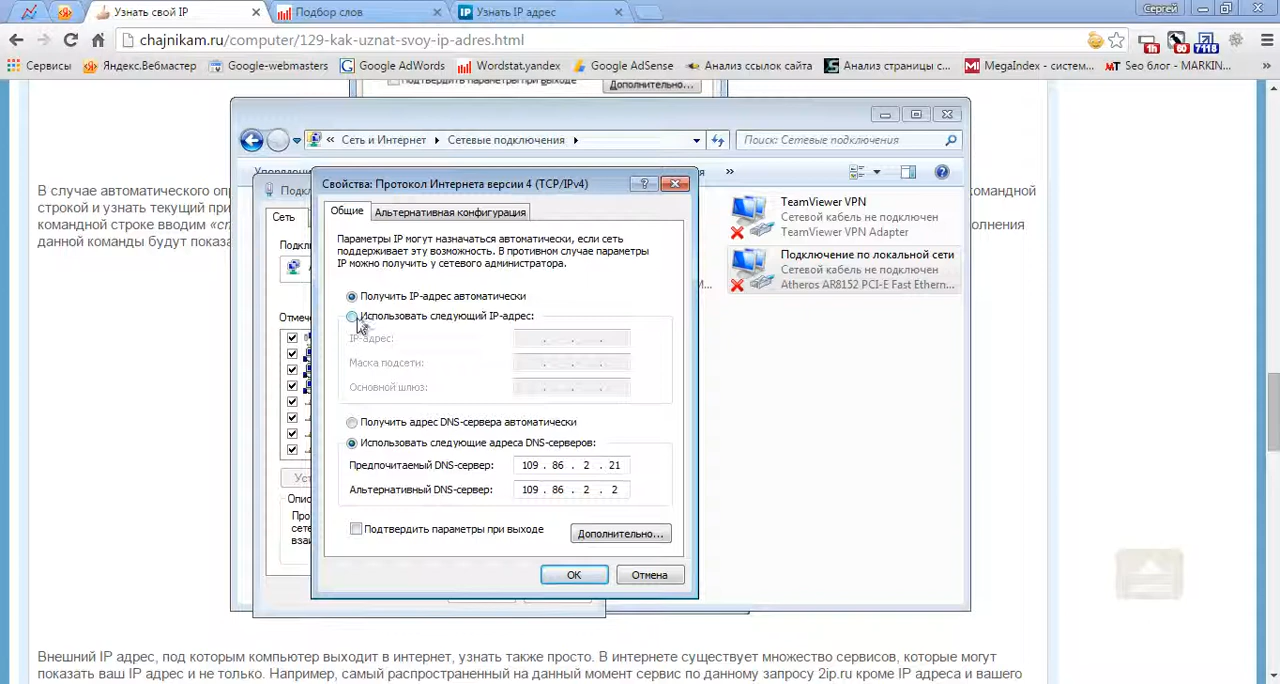 Узнать свой IP
Подбор слов
Узнать IP адрес
Сергей
chajnikam.ru/computer/129-kak-uznat-svoy-ip-adres.html
Сервисы
Яндекс.Вебмастер
Google-webmasters
Google AdWords
Wordstat.yandex
Google AdSense
Анализ ссылок сайта
Анализ страницы с...
MegaIndex - систем...
Seo блог - MARKIN...
Подтвердить параметры при выходе
Дополнительно...
« Сеть и Интернет
Сетевые подключения
Поиск: Сетевые подключения
В случае автоматического оп
командной
строкой и узнать текущий при
командной строке вводим
данной команды будут показа
Сеть
Свойства: Протокол Интернета версии 4 (TCP/IPv4)
Общие
Альтернативная конфигурация
Параметры IP могут назначаться автоматически, если сеть
поддерживает эту возможность. В противном случае параметры
IP можно получить у сетевого администратора.
Получить IP-адрес автоматически
Использовать следующий IP-адрес:
IP-адрес:
Маска подсети:
Основной шлюз:
Получить адрес DNS-сервера автоматически
Использовать следующие адреса DNS-серверов:
Предпочитаемый DNS-сервер:
109 . 86 . 2 . 21
Альтернативный DNS-сервер:
109 . 86 . 2 . 2
Подтвердить параметры при выходе
Дополнительно...
OK
Отмена
TeamViewer VPN
Сетевой кабель не подключен
TeamViewer VPN Adapter
Подключение по локальной сети
Сетевой кабель не подключен
Atheros AR8152 PCI-E Fast Ethern...
Внешний IP адрес, под которым компьютер выходит в интернет, узнать также просто. В интернете существует множество сервисов, которые могут
показать ваш IP адрес и не только. Например, самый распространенный на данный момент сервис по данному запросу 2ip.ru кроме IP адреса и вашего